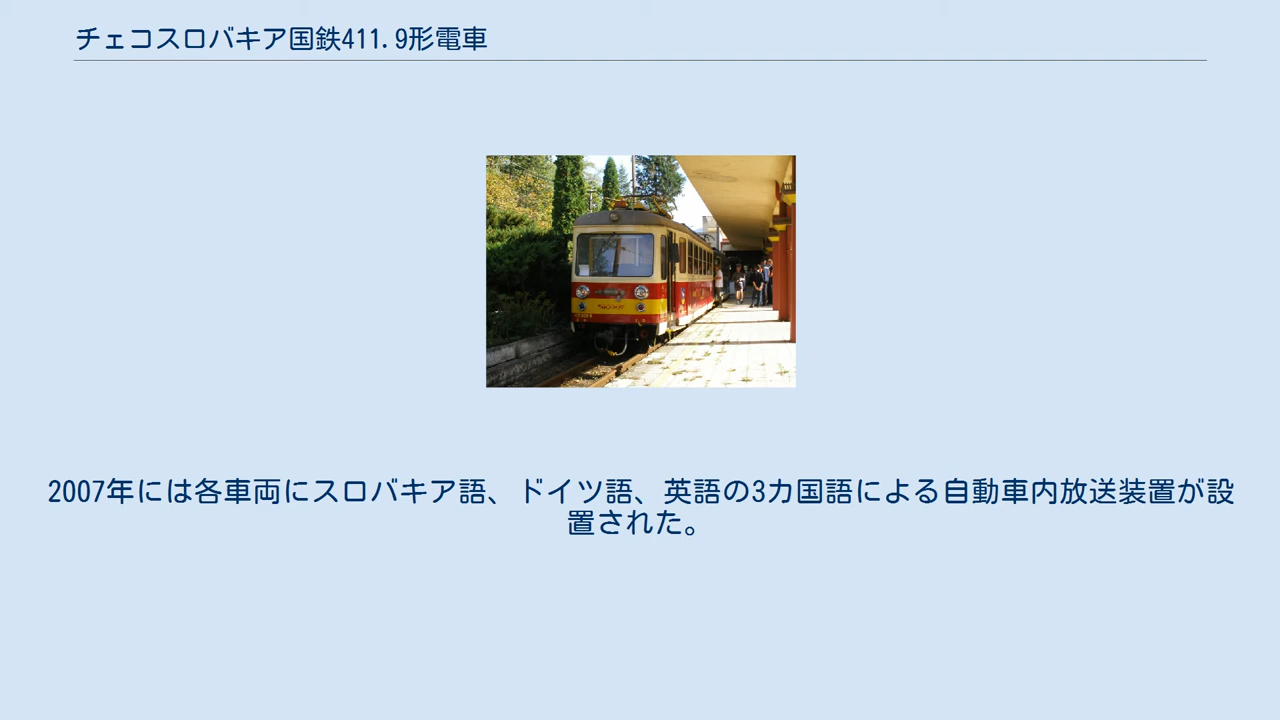 チェコスロバキア国鉄411.9形電車
2007年には各車両にスロバキア語、ドイツ語、英語の3カ国語による自動車内放送装置が設
置された。